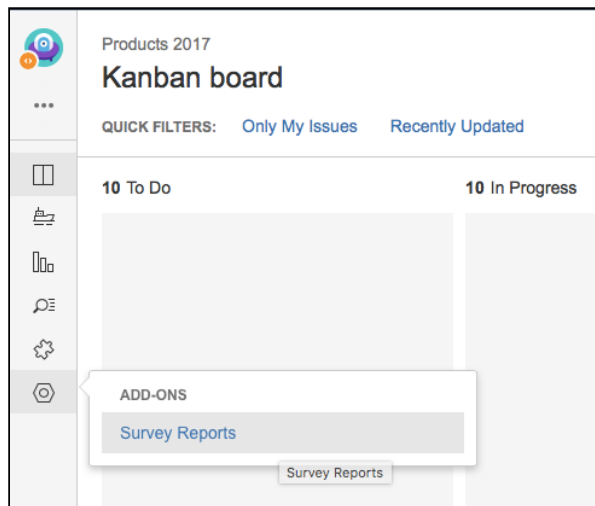 Products 2017
Kanban board
QUICK FILTERS: Only My Issues Recently Updated
10 To Do 10 In Progress
ADD-ONS
Survey Reports
Survey Reports